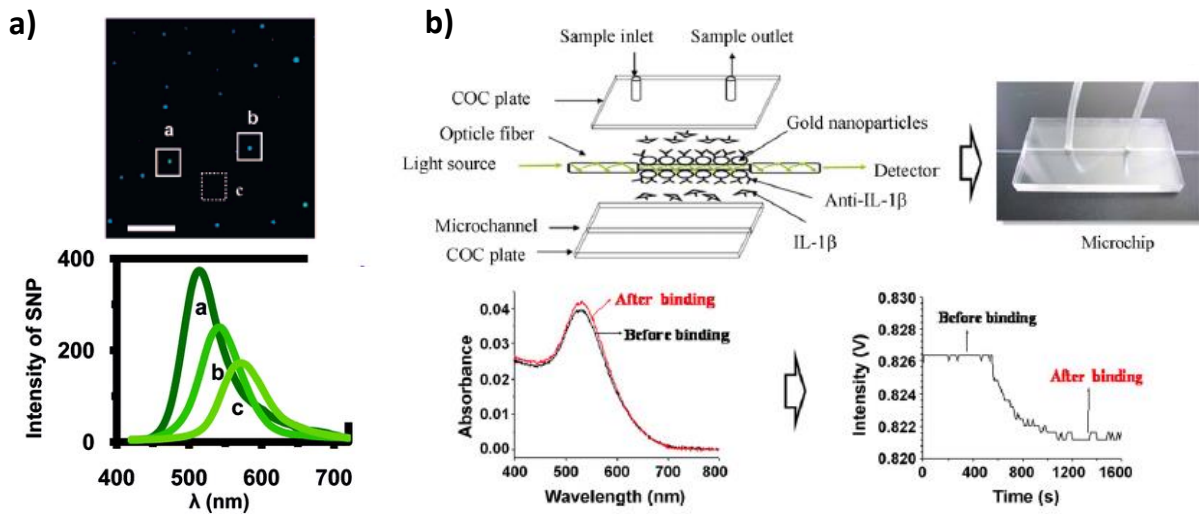 a)
a
b
c
400
200
0
Intensity of SNP
a
b
c
400 500 600 700
λ (nm)
b)
Sample inlet
Sample outlet
COC plate
Opticle fiber
Gold nanoparticles
Light source
Detector
Anti-IL-1β
Microchannel
IL-1β
COC plate
Microchip
0.04
0.03
0.02
0.01
0.00
Absorbance
After binding
Before binding
400 500 600 700 800
Wavelength (nm)
0.830
0.828
0.826
0.824
0.822
0.820
Intensity (V)
Before binding
After binding
0 400 800 1200 1600
Time (s)